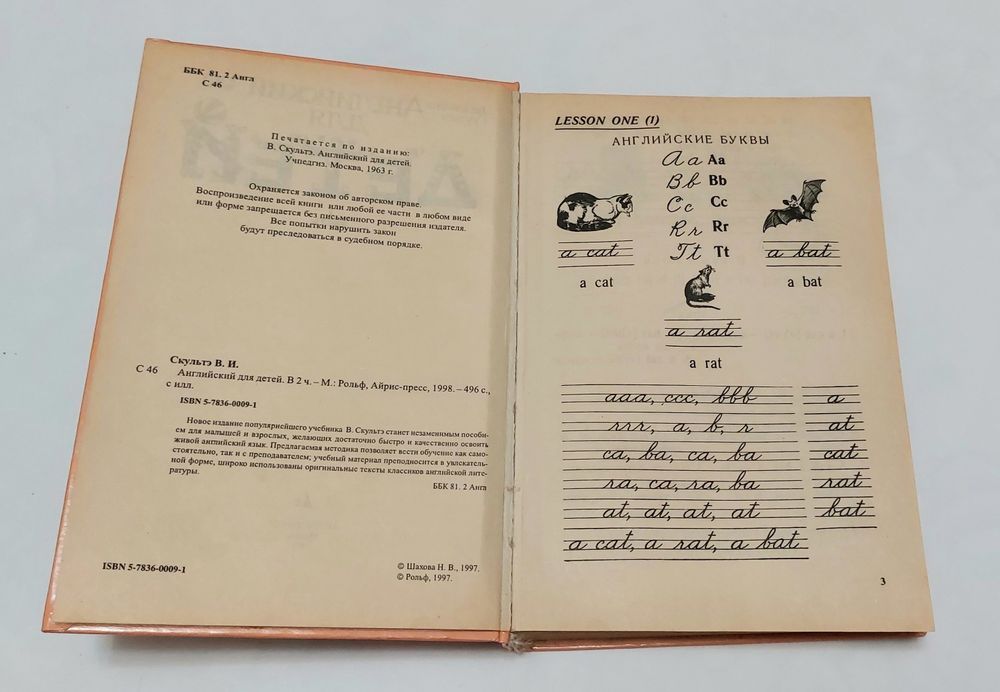 ББК 81. 2 Англ
С 46
Печатается по изданию:
В. Скультэ. Английский для детей.
Учпедгиз. Москва, 1963 г.
Охраняется законом об авторском праве.
Воспроизведение всей книги или любой ее части в любом виде
или форме запрещается без письменного разрешения издателя.
Все попытки нарушить закон
будут преследоваться в судебном порядке.
Скультэ В. И.
С 46 Английский для детей. В 2 ч. – М.: Рольф, Айрис-пресс, 1998. – 496 с.,
с илл.
ISBN 5-7836-0009-1
Новое издание популярнейшего учебника В. Скультэ станет незаменимым пособи-
ем для малышей и взрослых, желающих достаточно быстро и качественно освоить
живой английский язык. Предлагаемая методика позволяет вести обучение как само-
стоятельно, так и с преподавателем; учебный материал преподносится в увлекатель-
ной форме, широко использованы оригинальные тексты классиков английской лите-
ратуры.
ББК 81. 2 Англ
ISBN 5-7836-0009-1
© Шахова Н. В., 1997.
© Рольф, 1997.
LESSON ONE (1)
АНГЛИЙСКИЕ БУКВЫ
Aa Aa
Bb Bb
Cc Cc
Rr Rr
Tt Tt
a cat
a cat
a bat
a bat
a rat
a rat
aaa, ccc, bbb
rrr, a, b, r
ca, ba, ca, ba
ra, ca, ra, ba
at, at, at, at
a cat, a rat, a bat
a
at
cat
rat
bat
3